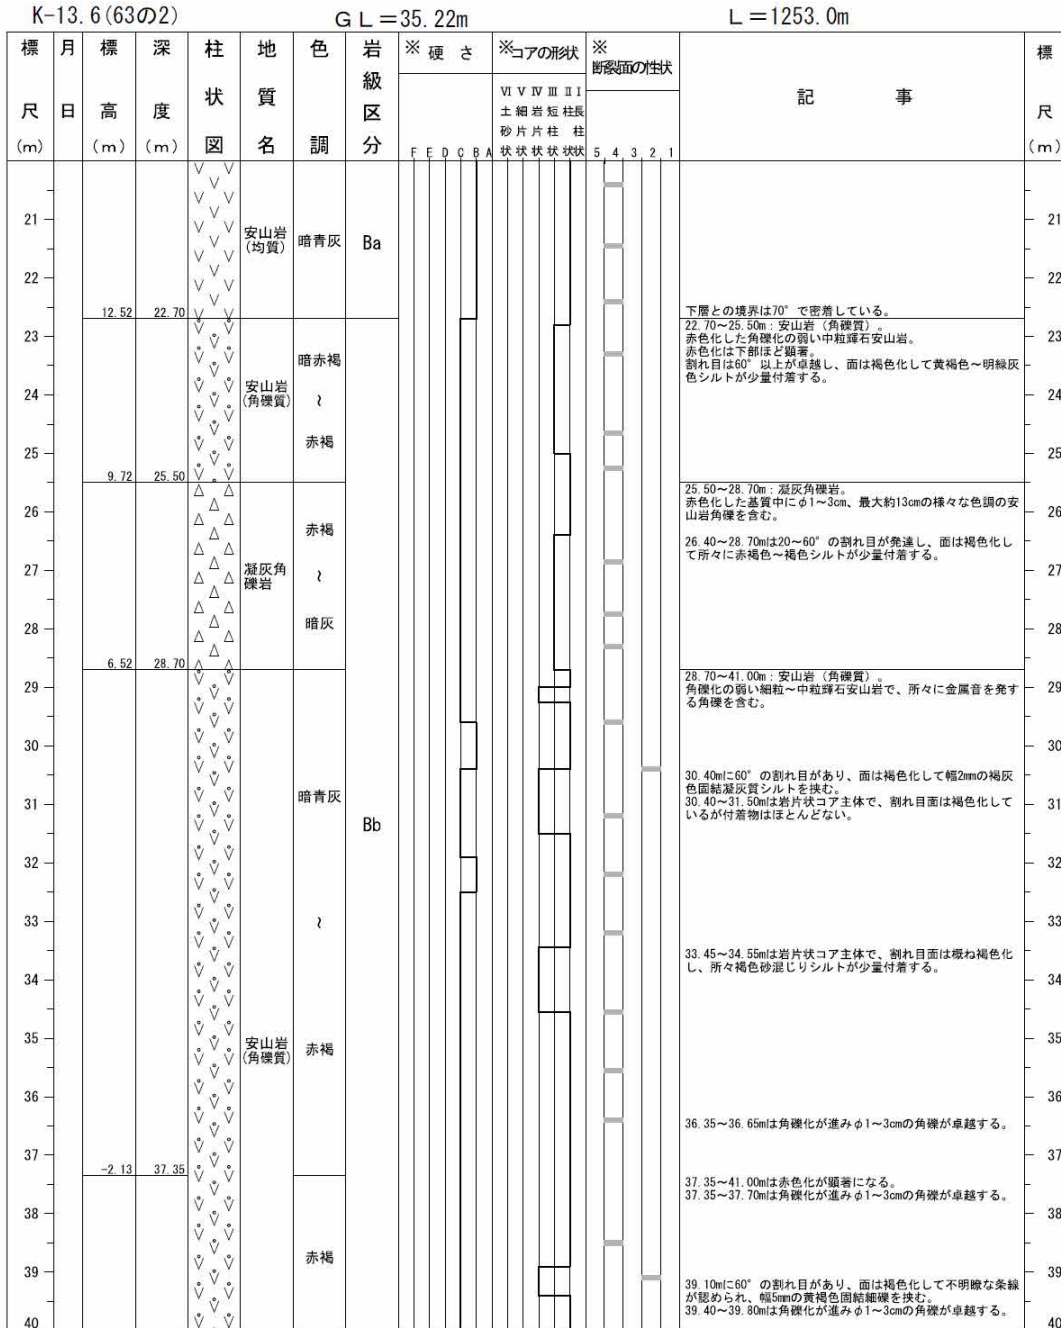 K-13.6(63の2)
ＧＬ＝35.22m
Ｌ＝1253.0m
標尺(m)
月日
標高(m)
深度(m)
柱状図
地質名
色調
岩級区分
※ 硬さ
F E D C B A
※コアの形状
Ⅵ土砂状
Ⅴ細片状
Ⅳ岩片状
Ⅲ短柱状
Ⅱ柱状
Ⅰ長柱状
※断裂面の性状
5 4 3 2 1
記事
標尺(m)
21
22
23
24
25
26
27
28
29
30
31
32
33
34
35
36
37
38
39
40
12.52 22.70
9.72 25.50
6.52 28.70
-2.13 37.35
安山岩
(均質)
安山岩
(角礫質)
凝灰角
礫岩
安山岩
(角礫質)
暗青灰
暗赤褐
～
赤褐
赤褐
～
暗灰
暗青灰
～
赤褐
赤褐
Ba
Bb
下層との境界は70°で密着している。
22.70～25.50m：安山岩（角礫質）。
赤色化した角礫化の弱い中粒輝石安山岩。
赤色化は下部ほど顕著。
割れ目は60°以上が卓越し、面は褐色化して黄褐色～明緑灰
色シルトが少量付着する。
25.50～28.70m：凝灰角礫岩。
赤色化した基質中にφ1～3cm、最大約13cmの様々な色調の安
山岩角礫を含む。
26.40～28.70mは20～60°の割れ目が発達し、面は褐色化し
て所々に赤褐色～褐色シルトが少量付着する。
28.70～41.00m：安山岩（角礫質）。
角礫化の弱い細粒～中粒輝石安山岩で、所々に金属音を発す
る角礫を含む。
30.40mに60°の割れ目があり、面は褐色化して幅2mmの褐灰
色固結凝灰質シルトを挟む。
30.40～31.50mは岩片状コア主体で、割れ目面は褐色化して
いるが付着物はほとんどない。
33.45～34.55mは岩片状コア主体で、割れ目面は概ね褐色化
し、所々褐色砂混じりシルトが少量付着する。
36.35～36.65mは角礫化が進みφ1～3cmの角礫が卓越する。
37.35～41.00mは赤色化が顕著になる。
37.35～37.70mは角礫化が進みφ1～3cmの角礫が卓越する。
39.10mに60°の割れ目があり、面は褐色化して不明瞭な条線
が認められ、幅5mmの黄褐色固結細礫を挟む。
39.40～39.80mは角礫化が進みφ1～3cmの角礫が卓越する。
21
22
23
24
25
26
27
28
29
30
31
32
33
34
35
36
37
38
39
40